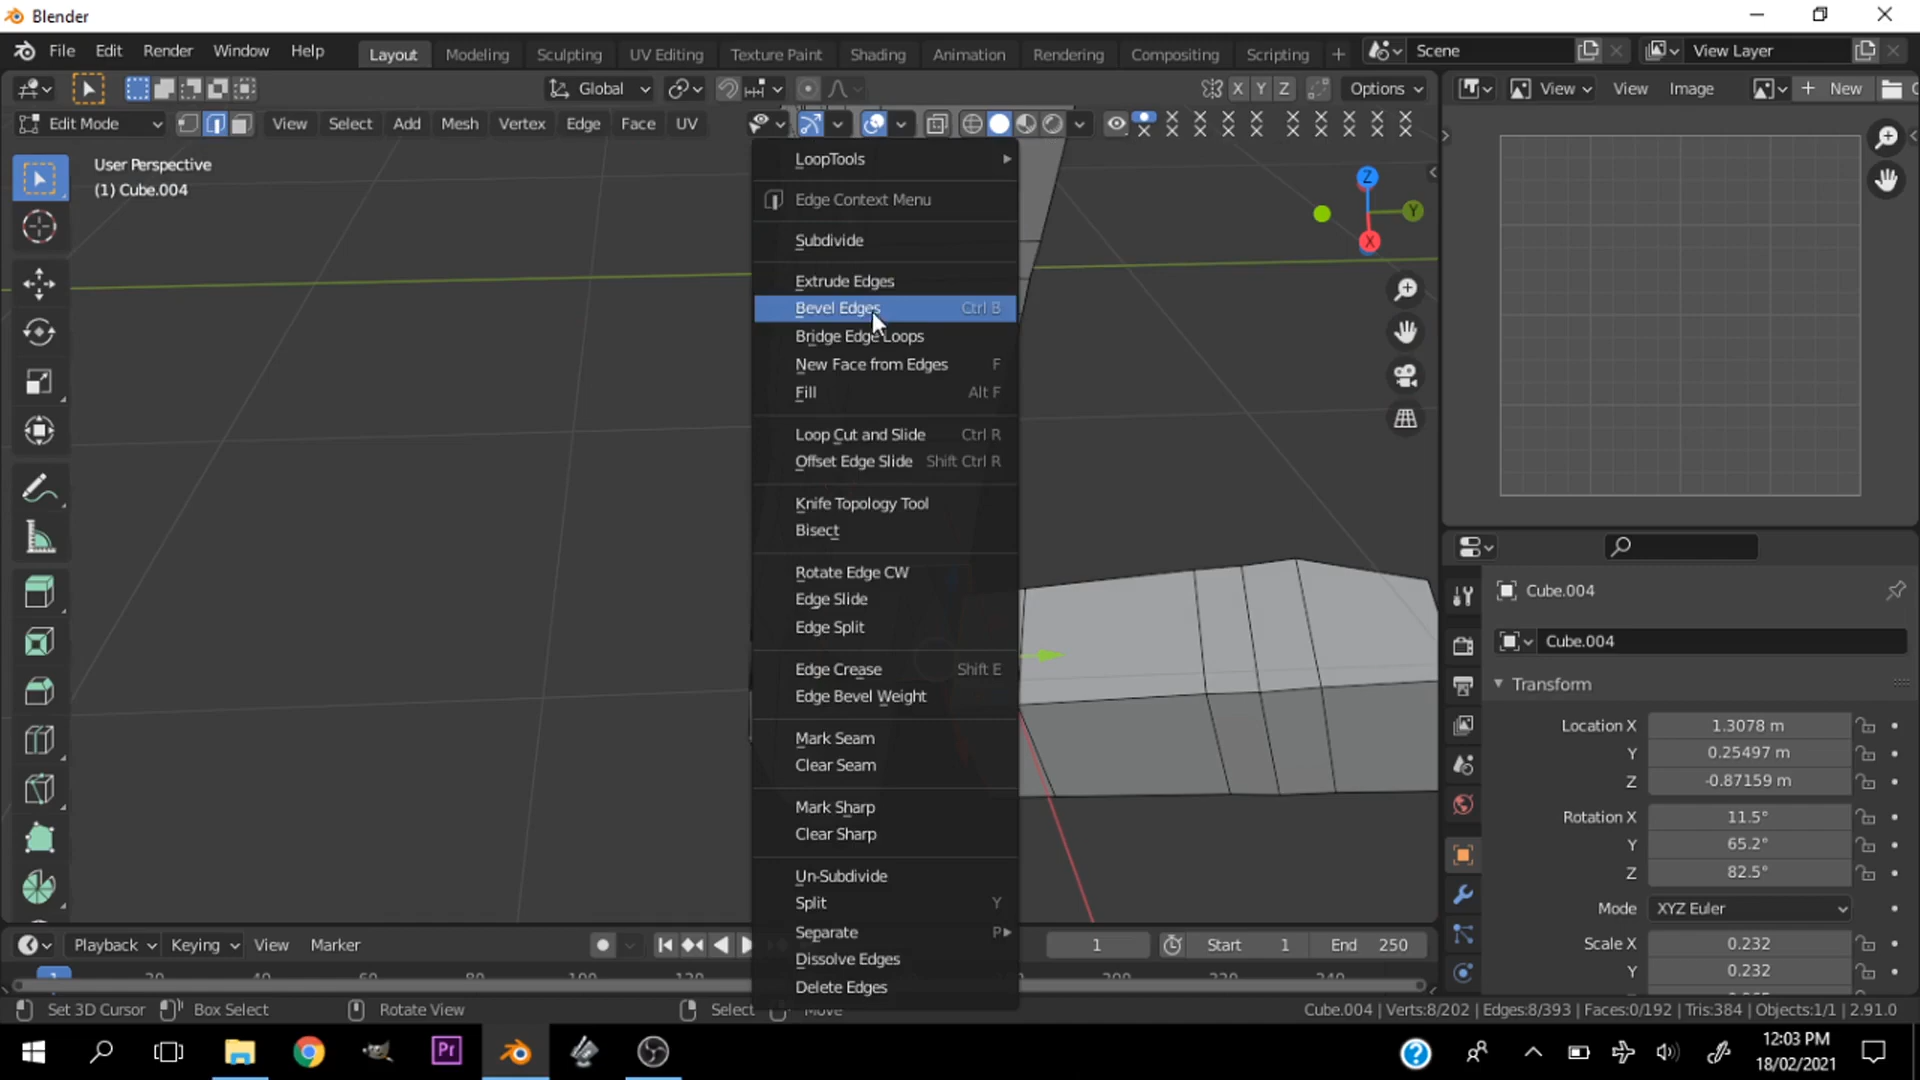 Blender
File Edit Render Window Help Layout Modeling Sculpting UV Editing Texture Paint Shading Animation Rendering Compositing Scripting + Scene View Layer
Global X Y Z Options View View Image + New
Edit Mode View Select Add Mesh Vertex Edge Face UV
User Perspective
(1) Cube.004
Z
Y
X
LoopTools
Edge Context Menu
Subdivide
Extrude Edges
Bevel Edges Ctrl B
Bridge Edge Loops
New Face from Edges F
Fill Alt F
Loop Cut and Slide Ctrl R
Offset Edge Slide Shift Ctrl R
Knife Topology Tool
Bisect
Rotate Edge CW
Edge Slide
Edge Split
Edge Crease Shift E
Edge Bevel Weight
Mark Seam
Clear Seam
Mark Sharp
Clear Sharp
Un-Subdivide
Split Y
Separate P
Dissolve Edges
Delete Edges
Cube.004
Cube.004
Transform
Location X 1.3078 m
Y 0.25497 m
Z -0.87159 m
Rotation X 11.5°
Y 65.2°
Z 82.5°
Mode XYZ Euler
Scale X 0.232
Y 0.232
Playback Keying View Marker 1 Start 1 End 250
1
Set 3D Cursor Box Select Rotate View Select Move Cube.004 | Verts:8/202 | Edges:8/393 | Faces:0/192 | Tris:384 | Objects:1/1 | 2.91.0
Pr
12:03 PM
18/02/2021